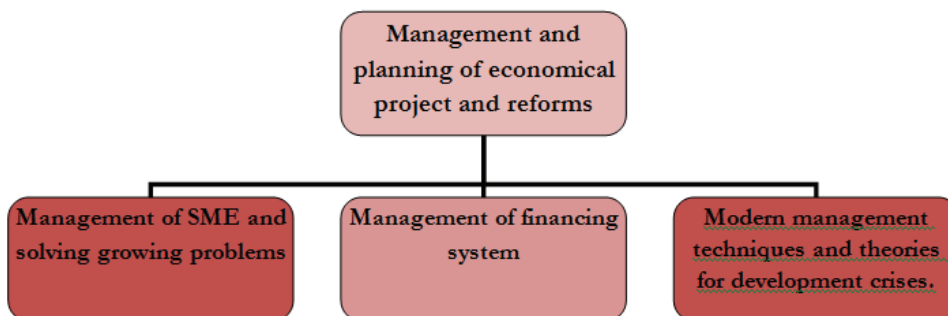 Management and
planning of economical
project and reforms
Management of SME and
solving growing problems
Management of financing
system
Modern management
techniques and theories
for development crises.